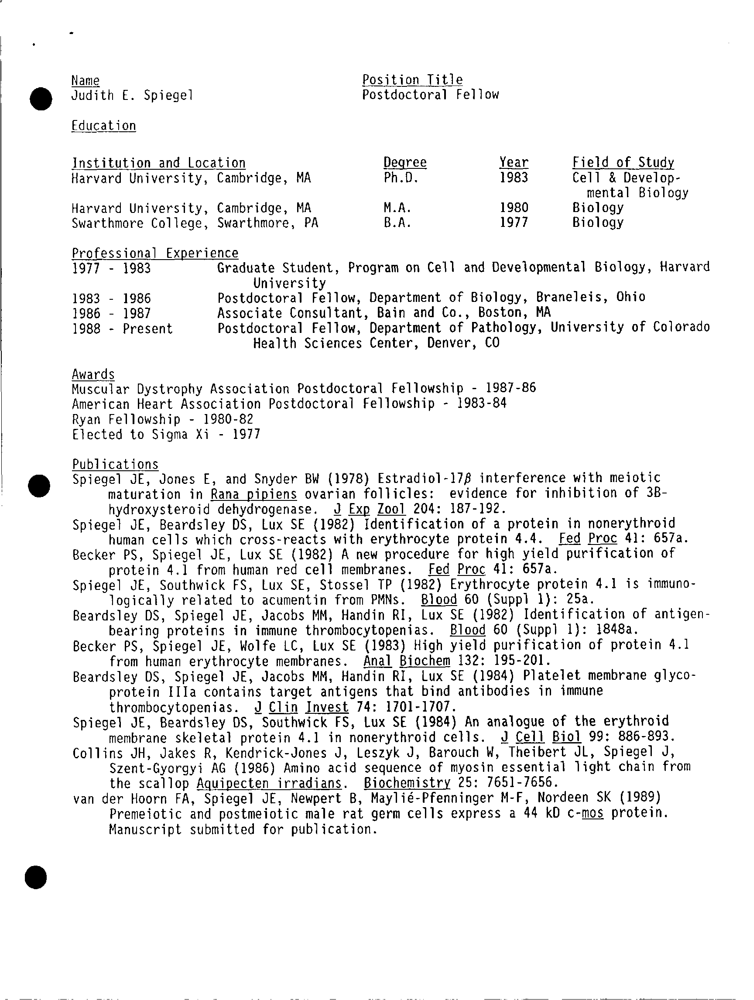 Name Position Title
Judith E. Spiegel Postdoctoral Fellow
Education
Institution and Location Degree Year Field of Study
Harvard University, Cambridge, MA Ph.D. 1983 Cell & Develop-
mental Biology
Harvard University, Cambridge, MA M.A. 1980 Biology
Swarthmore College, Swarthmore, PA B.A. 1977 Biology
Professional Experience
1977 - 1983 Graduate Student, Program on Cell and Developmental Biology, Harvard
University
1983 - 1986 Postdoctoral Fellow, Department of Biology, Braneleis, Ohio
1986 - 1987 Associate Consultant, Bain and Co., Boston, MA
1988 - Present Postdoctoral Fellow, Department of Pathology, University of Colorado
Health Sciences Center, Denver, CO
Awards
Muscular Dystrophy Association Postdoctoral Fellowship - 1987-86
American Heart Association Postdoctoral Fellowship - 1983-84
Ryan Fellowship - 1980-82
Elected to Sigma Xi - 1977
Publications
Spiegel JE, Jones E, and Snyder BW (1978) Estradiol-17β interference with meiotic
maturation in Rana pipiens ovarian follicles: evidence for inhibition of 3B-
hydroxysteroid dehydrogenase. J Exp Zool 204: 187-192.
Spiegel JE, Beardsley DS, Lux SE (1982) Identification of a protein in nonerythroid
human cells which cross-reacts with erythrocyte protein 4.4. Fed Proc 41: 657a.
Becker PS, Spiegel JE, Lux SE (1982) A new procedure for high yield purification of
protein 4.1 from human red cell membranes. Fed Proc 41: 657a.
Spiegel JE, Southwick FS, Lux SE, Stossel TP (1982) Erythrocyte protein 4.1 is immuno-
logically related to acumentin from PMNs. Blood 60 (Suppl 1): 25a.
Beardsley DS, Spiegel JE, Jacobs MM, Handin RI, Lux SE (1982) Identification of antigen-
bearing proteins in immune thrombocytopenias. Blood 60 (Suppl 1): 1848a.
Becker PS, Spiegel JE, Wolfe LC, Lux SE (1983) High yield purification of protein 4.1
from human erythrocyte membranes. Anal Biochem 132: 195-201.
Beardsley DS, Spiegel JE, Jacobs MM, Handin RI, Lux SE (1984) Platelet membrane glyco-
protein IIIa contains target antigens that bind antibodies in immune
thrombocytopenias. J Clin Invest 74: 1701-1707.
Spiegel JE, Beardsley DS, Southwick FS, Lux SE (1984) An analogue of the erythroid
membrane skeletal protein 4.1 in nonerythroid cells. J Cell Biol 99: 886-893.
Collins JH, Jakes R, Kendrick-Jones J, Leszyk J, Barouch W, Theibert JL, Spiegel J,
Szent-Gyorgyi AG (1986) Amino acid sequence of myosin essential light chain from
the scallop Aquipecten irradians. Biochemistry 25: 7651-7656.
van der Hoorn FA, Spiegel JE, Newpert B, Maylié-Pfenninger M-F, Nordeen SK (1989)
Premeiotic and postmeiotic male rat germ cells express a 44 kD c-mos protein.
Manuscript submitted for publication.